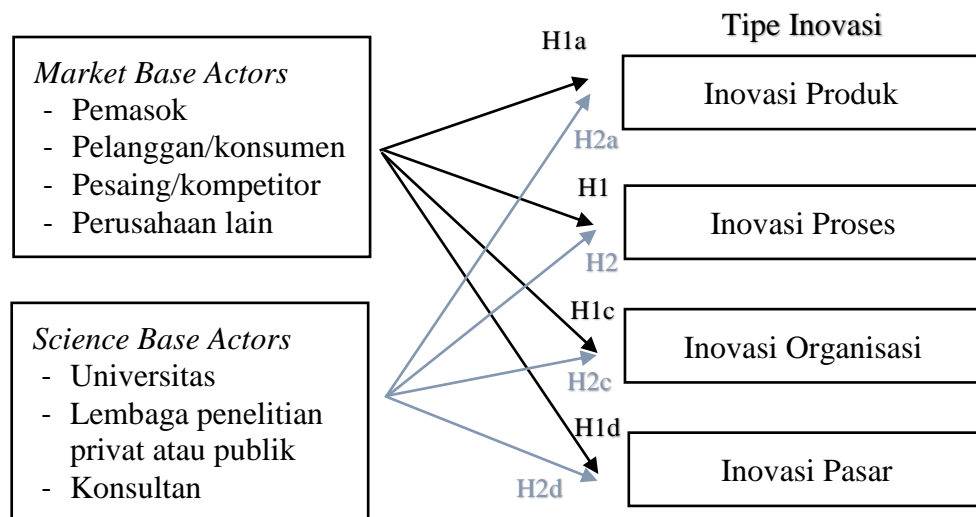 Market Base Actors
- Pemasok
- Pelanggan/konsumen
- Pesaing/kompetitor
- Perusahaan lain
Science Base Actors
- Universitas
- Lembaga penelitian
privat atau publik
- Konsultan
H1a
H2a
H1
H2
H1c
H2c
H1d
H2d
Tipe Inovasi
Inovasi Produk
Inovasi Proses
Inovasi Organisasi
Inovasi Pasar